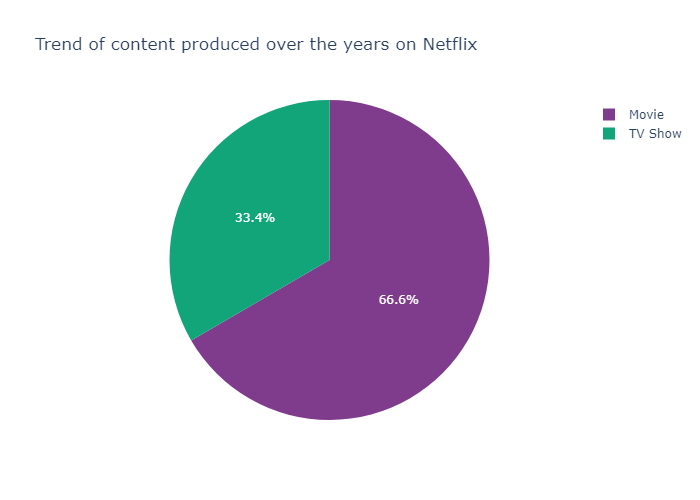 Trend of content produced over the years on Netflix
Movie
TV Show
33.4%
66.6%